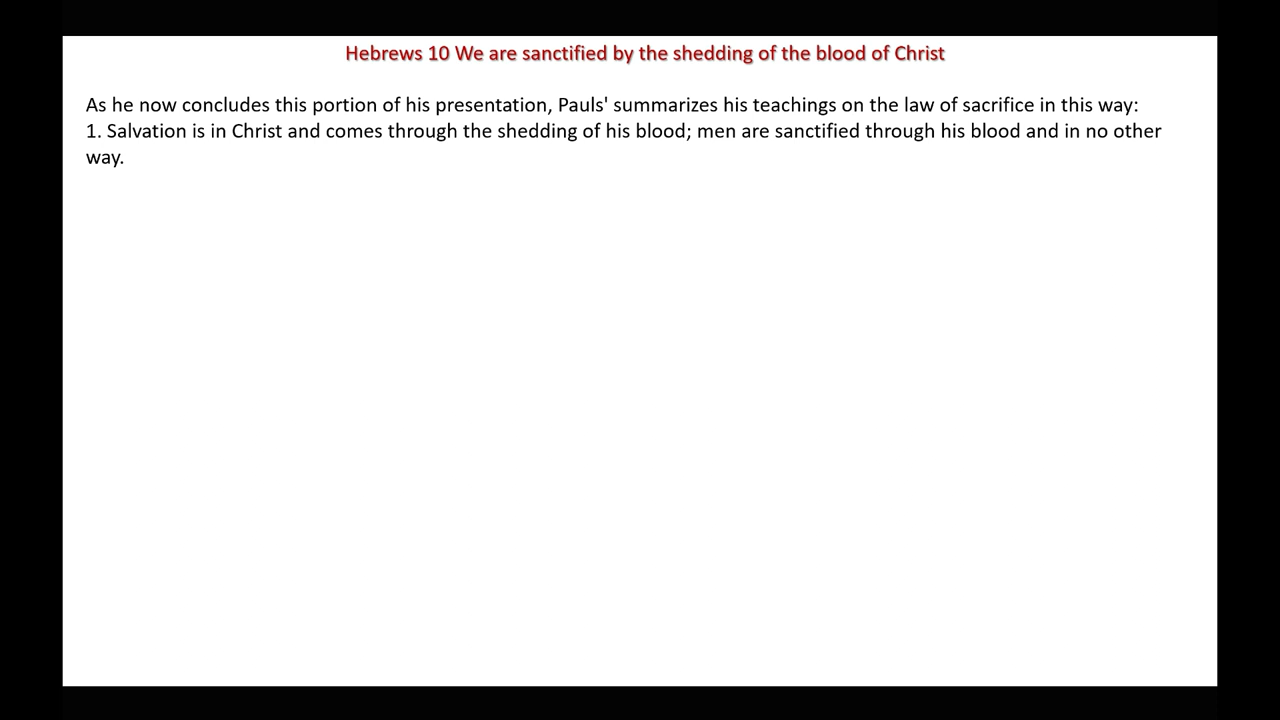 Hebrews 10 We are sanctified by the shedding of the blood of Christ
As he now concludes this portion of his presentation, Pauls' summarizes his teachings on the law of sacrifice in this way:
1. Salvation is in Christ and comes through the shedding of his blood; men are sanctified through his blood and in no other
way.